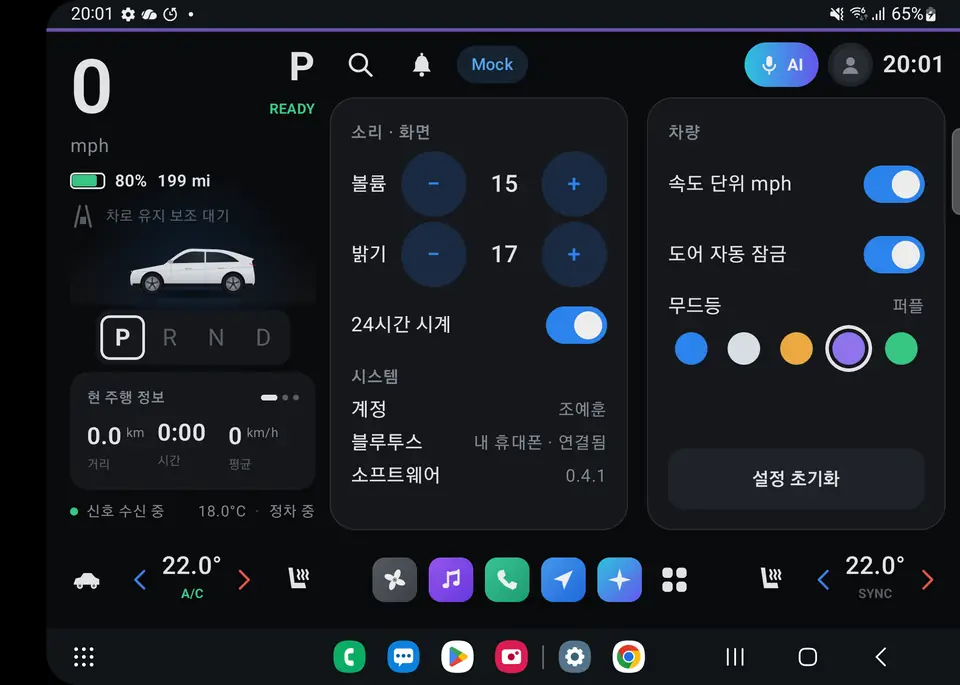 20:01
65%
0
P
READY
mph
80% 199 mi
차로 유지 보조 대기
P R N D
현 주행 정보
0.0 km 0:00 0 km/h
거리 시간 평균
신호 수신 중 18.0°C · 정차 중
Mock
AI
20:01
소리 · 화면
볼륨 − 15 +
밝기 − 17 +
24시간 시계
시스템
계정 조예훈
블루투스 내 휴대폰 · 연결됨
소프트웨어 0.4.1
차량
속도 단위 mph
도어 자동 잠금
무드등 퍼플
설정 초기화
22.0°
A/C
22.0°
SYNC